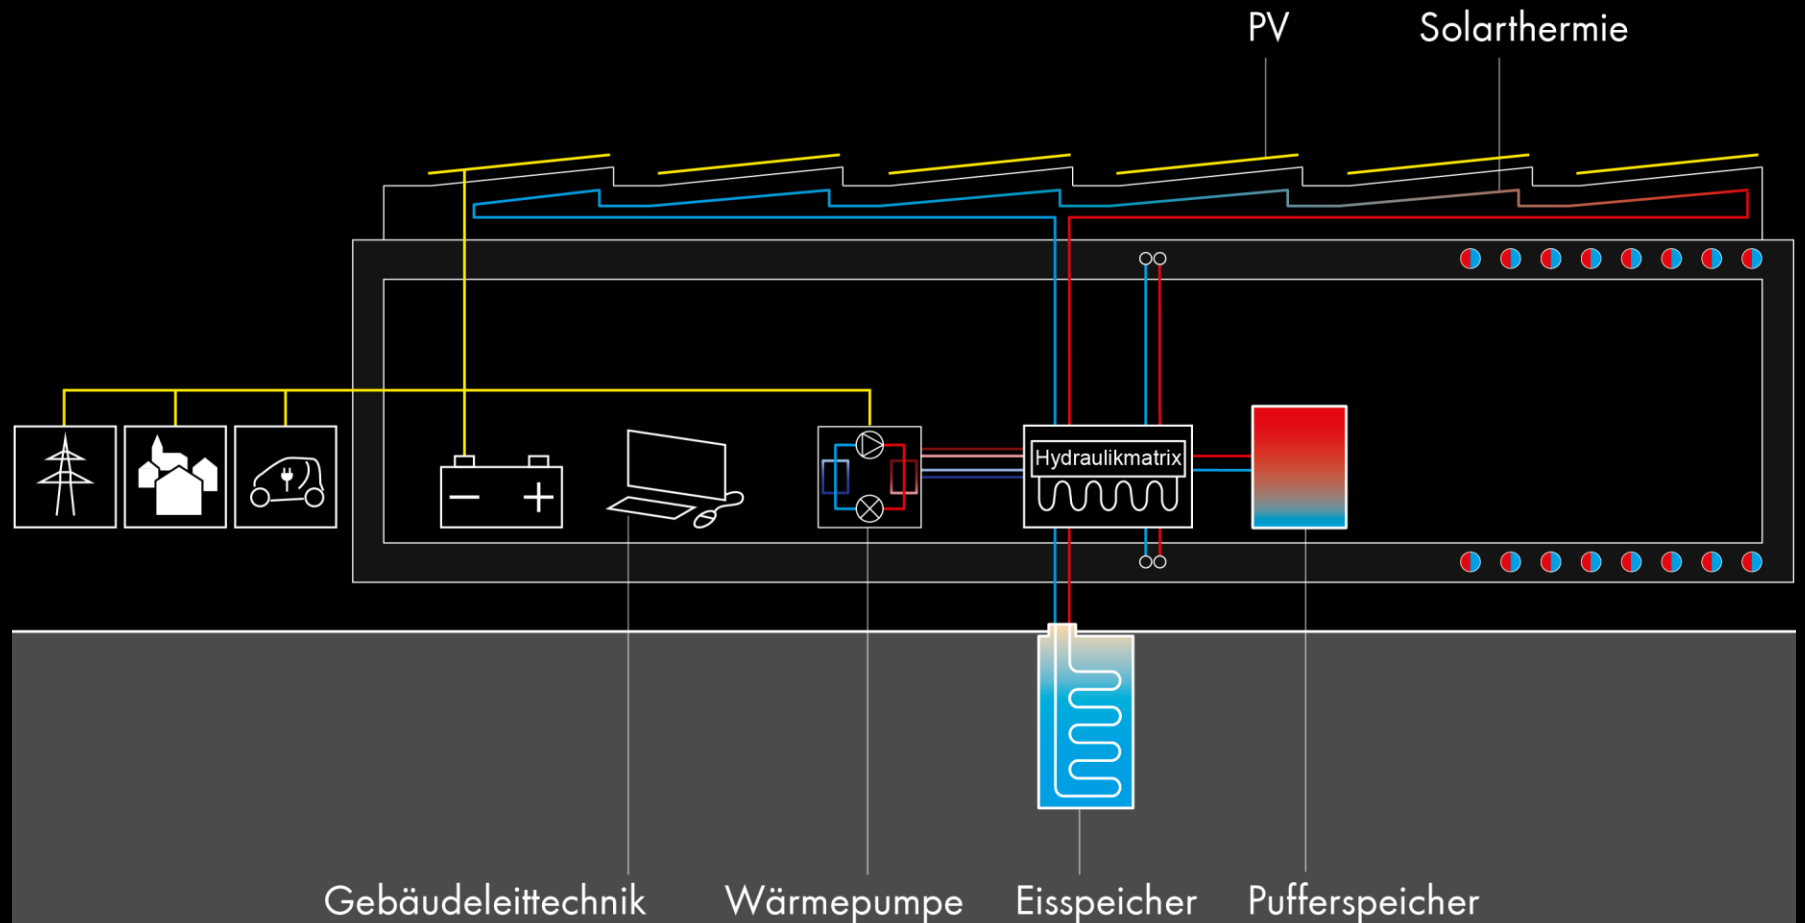 PV
Solarthermie
Hydraulikmatrix
Gebäudeleittechnik
Wärmepumpe
Eisspeicher
Pufferspeicher